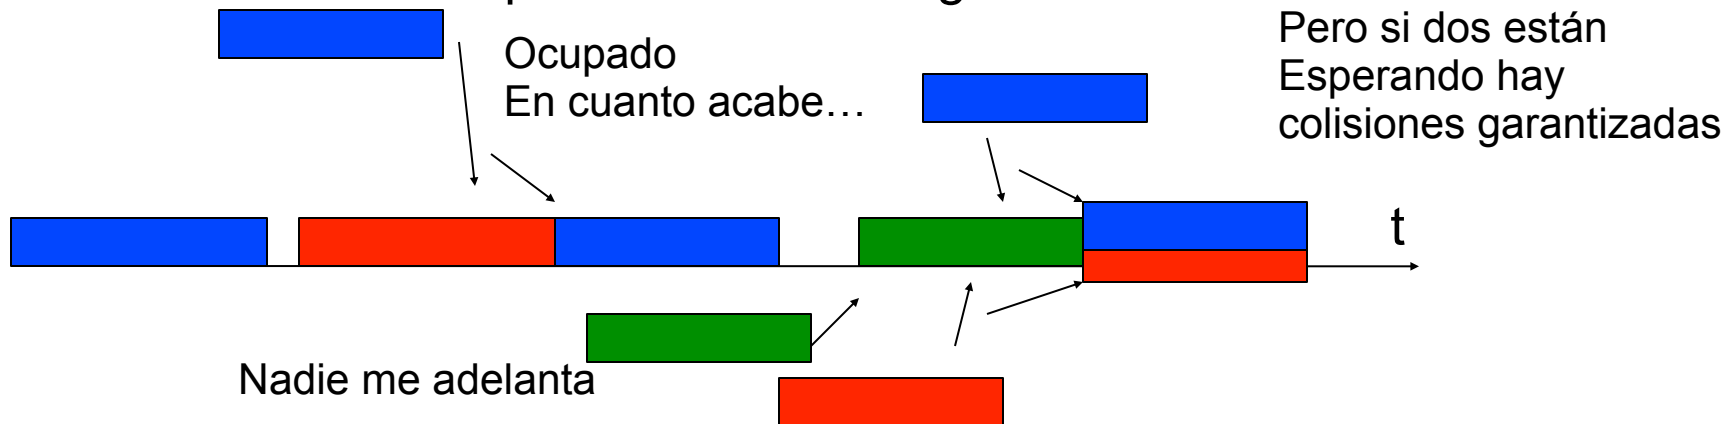 Ocupado
En cuanto acabe…
Pero si dos están
Esperando hay
colisiones garantizadas
t
Nadie me adelanta